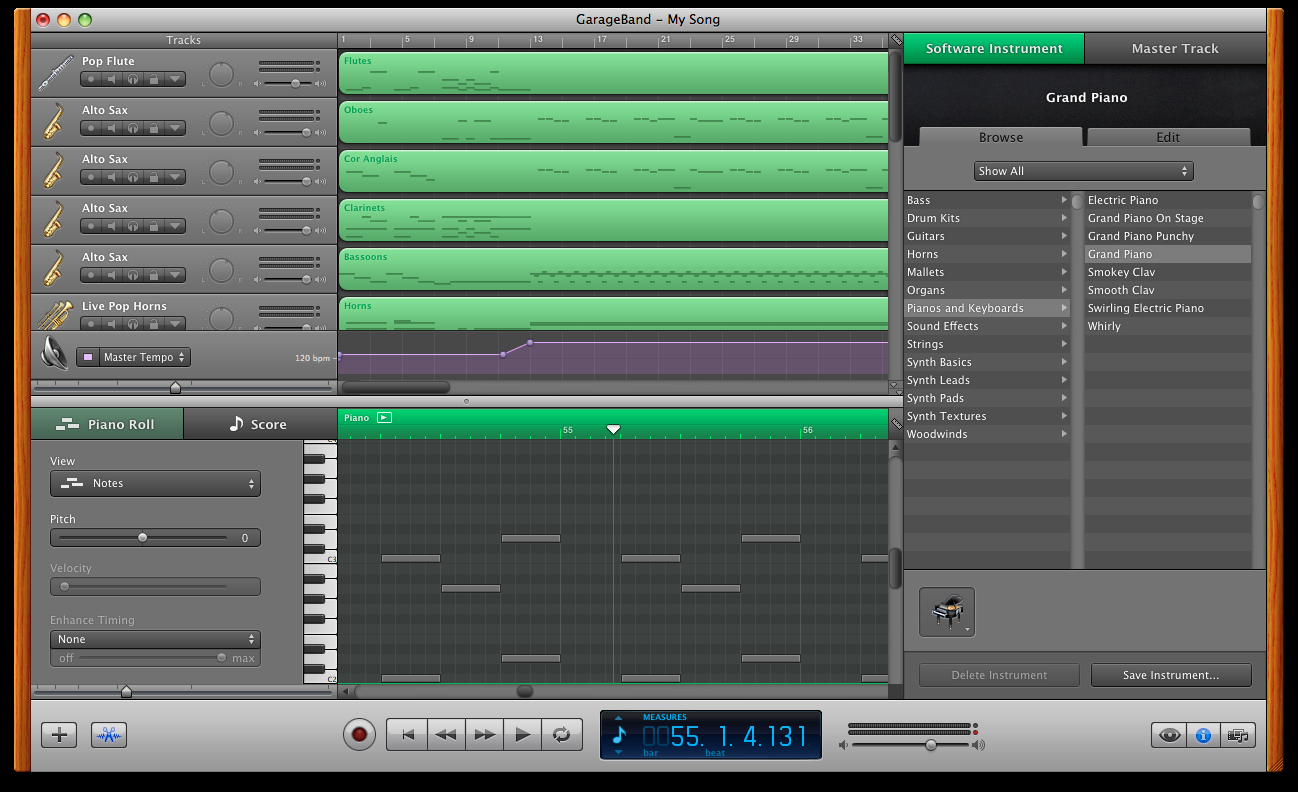 GarageBand – My Song
Tracks
1 5 9 13 17 21 25 29 33
Pop Flute
Alto Sax
Alto Sax
Alto Sax
Alto Sax
Live Pop Horns
Flutes
Oboes
Cor Anglais
Clarinets
Bassoons
Horns
Master Tempo
120 bpm
Software Instrument
Master Track
Grand Piano
Browse
Edit
Show All
Bass
Drum Kits
Guitars
Horns
Mallets
Organs
Pianos and Keyboards
Sound Effects
Strings
Synth Basics
Synth Leads
Synth Pads
Synth Textures
Woodwinds
Electric Piano
Grand Piano On Stage
Grand Piano Punchy
Grand Piano
Smokey Clav
Smooth Clav
Swirling Electric Piano
Whirly
Piano Roll
Score
View
Notes
Pitch
0
Velocity
Enhance Timing
None
off max
Piano
55 56
C3
C2
Delete Instrument
Save Instrument...
MEASURES
55. 1. 4.131
bar beat